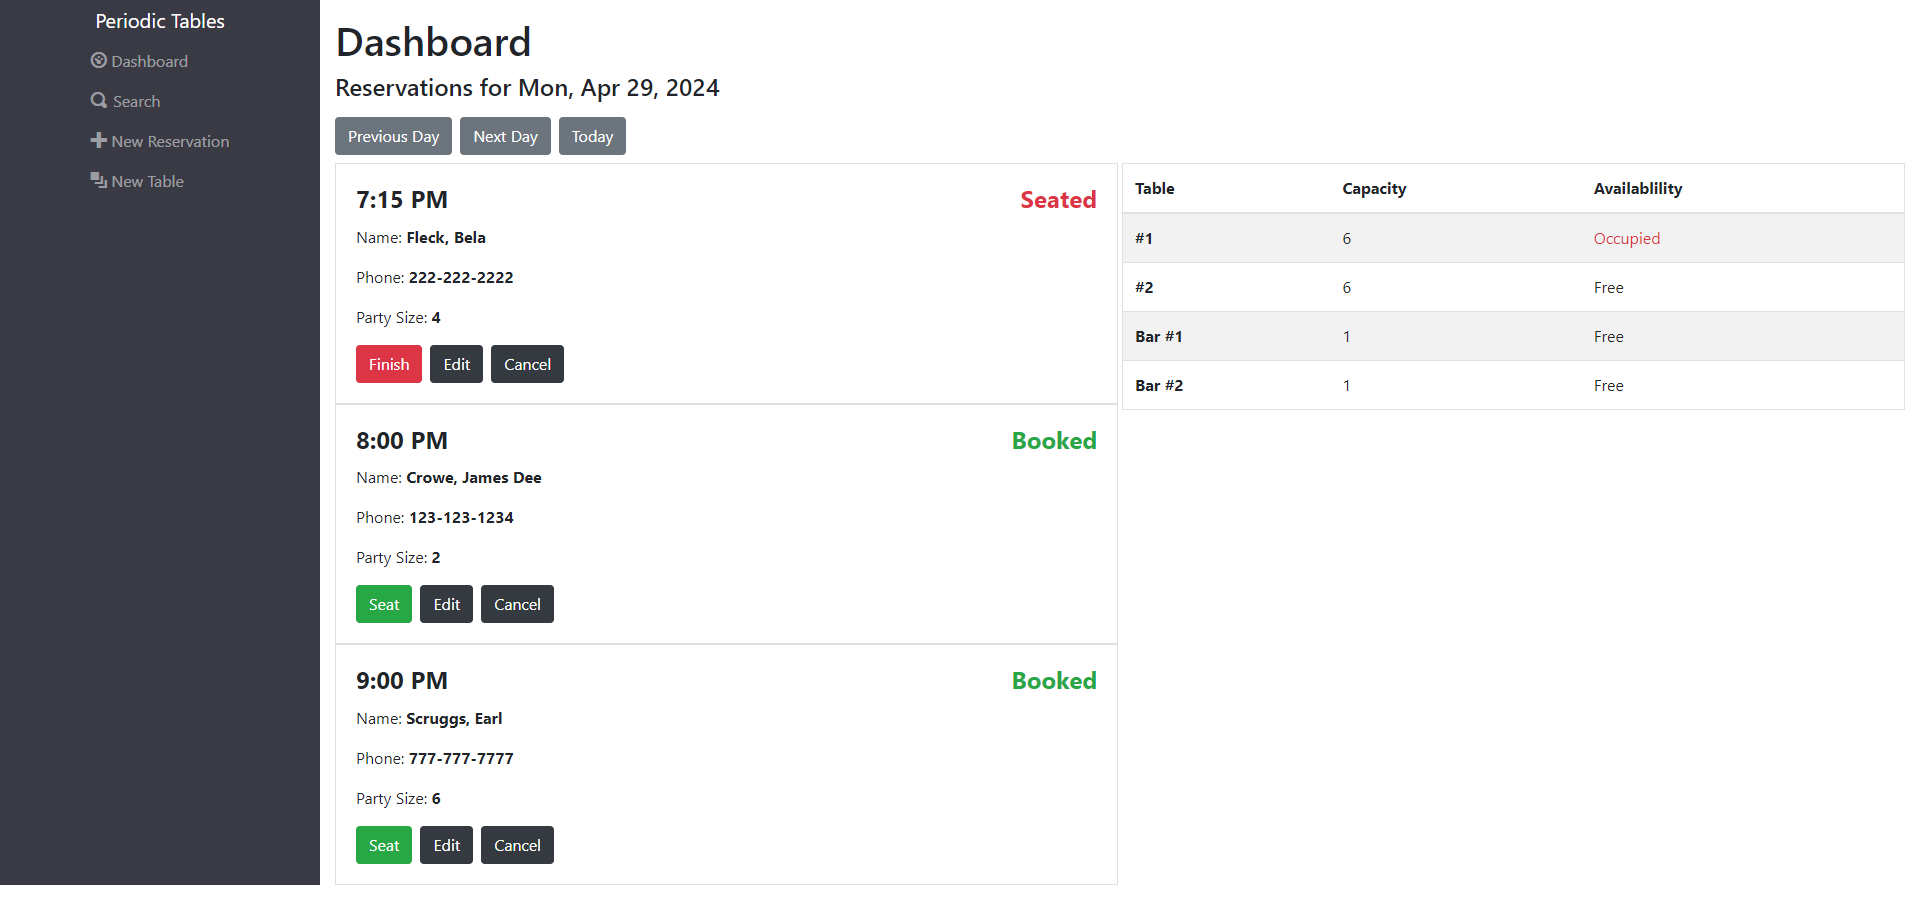 Periodic Tables
Dashboard
Search
New Reservation
New Table
Dashboard
Reservations for Mon, Apr 29, 2024
Previous Day Next Day Today
7:15 PM Seated
Name: Fleck, Bela
Phone: 222-222-2222
Party Size: 4
Finish Edit Cancel
8:00 PM Booked
Name: Crowe, James Dee
Phone: 123-123-1234
Party Size: 2
Seat Edit Cancel
9:00 PM Booked
Name: Scruggs, Earl
Phone: 777-777-7777
Party Size: 6
Seat Edit Cancel
Table Capacity Availablility
#1 6 Occupied
#2 6 Free
Bar #1 1 Free
Bar #2 1 Free